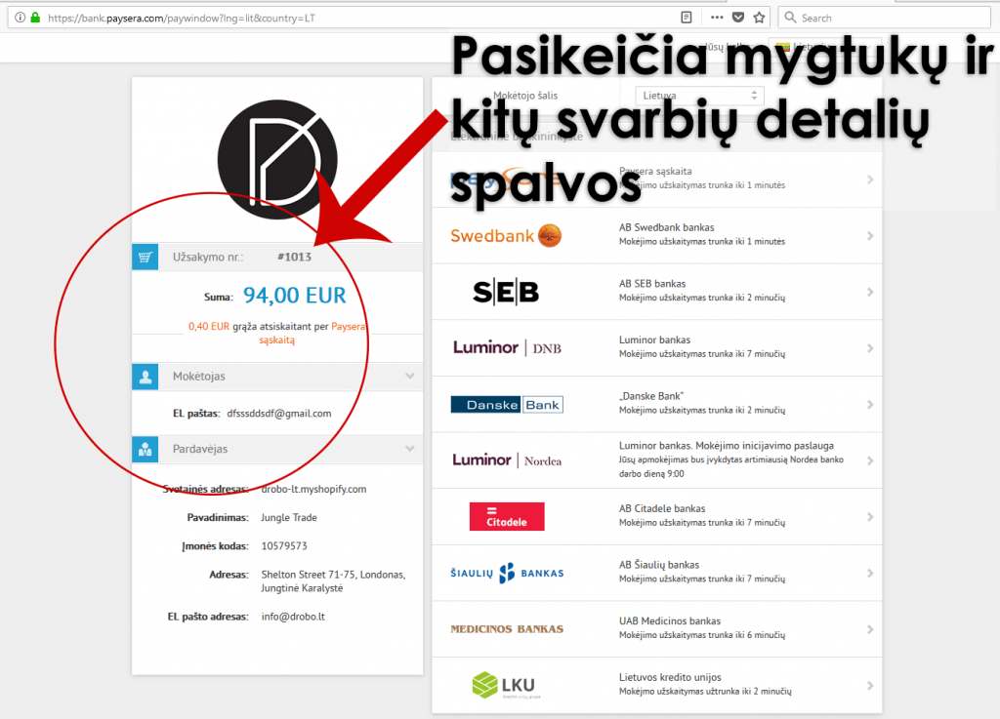 https://bank.paysera.com/paywindow?lng=lit&country=LT
Search
Pasikeičia mygtukų ir
kitų svarbių detalių
spalvos
Mokėtojo šalis
Lietuva
Užsakymo nr.: #1013
Suma: 94,00 EUR
0,40 EUR grąža atsiskaitant per Paysera
sąskaitą
Mokėtojas
El. paštas: dfsssddsdf@gmail.com
Pardavėjas
Svetainės adresas: drobo-lt.myshopify.com
Pavadinimas: Jungle Trade
Įmonės kodas: 10579573
Adresas: Shelton Street 71-75, Londonas,
Jungtinė Karalystė
El. pašto adresas: info@drobo.lt
Paysera sąskaita
Mokėjimo užskaitymas trunka iki 1 minutės
Swedbank
AB Swedbank bankas
Mokėjimo užskaitymas trunka iki 1 minutės
SEB
AB SEB bankas
Mokėjimo užskaitymas trunka iki 2 minučių
Luminor | DNB
Luminor bankas
Mokėjimo užskaitymas trunka iki 7 minučių
Danske Bank
„Danske Bank“
Mokėjimo užskaitymas trunka iki 2 minučių
Luminor | Nordea
Luminor bankas. Mokėjimo inicijavimo paslauga
Jūsų apmokėjimas bus įvykdytas artimiausią Nordea banko
darbo dieną 9:00
Citadele
AB Citadele bankas
Mokėjimo užskaitymas trunka iki 7 minučių
ŠIAULIŲ BANKAS
AB Šiaulių bankas
Mokėjimo užskaitymas trunka iki 7 minučių
MEDICINOS BANKAS
UAB Medicinos bankas
Mokėjimo užskaitymas trunka iki 6 minučių
LKU
Lietuvos kredito unijos
Mokėjmo užskaitymas užtrunka iki 2 minučių